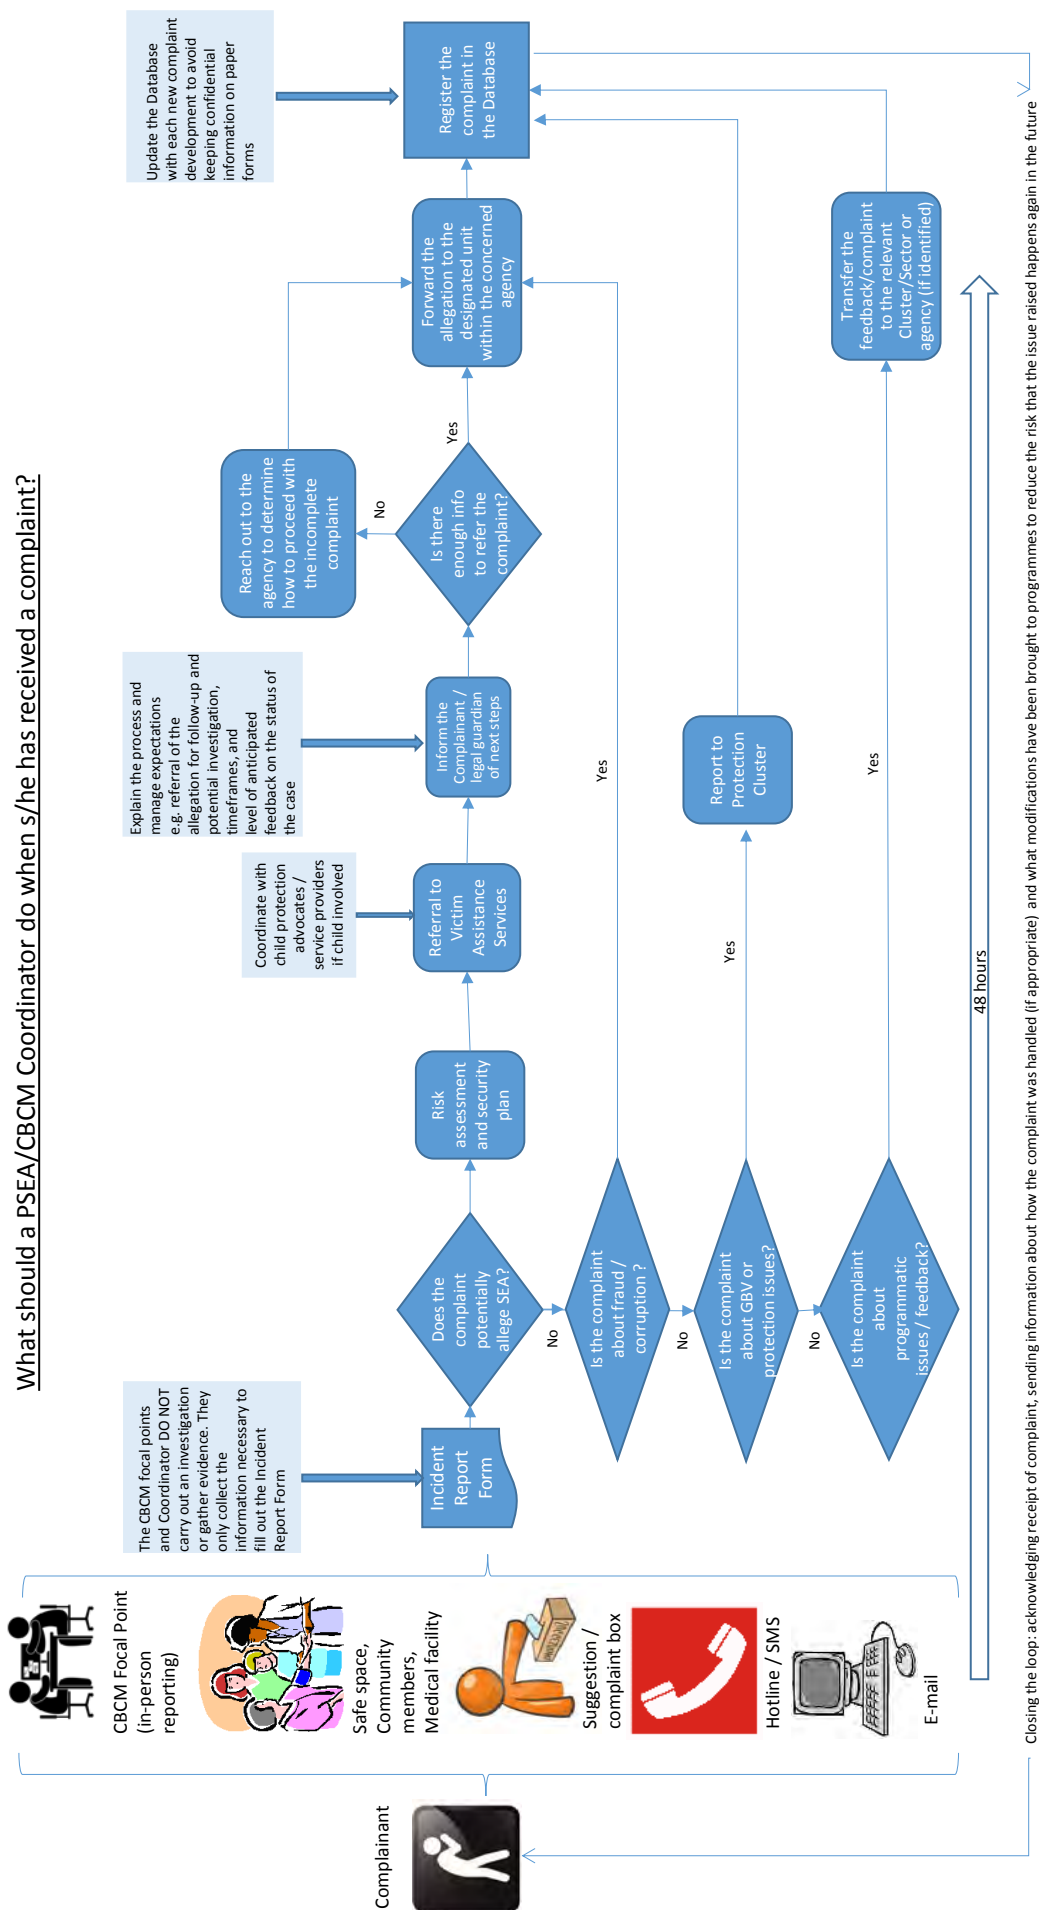 What should a PSEA/CBCM Coordinator do when s/he has received a complaint?
Complainant
CBCM Focal Point
(in-person
reporting)
Safe space,
Community
members,
Medical facility
Suggestion /
complaint box
Hotline / SMS
E-mail
The CBCM focal points
and Coordinator DO NOT
carry out an investigation
or gather evidence. They
only collect the
information necessary to
fill out the Incident
Report Form
Incident
Report
Form
Does the
complaint
potentially
allege SEA?
No
Is the complaint
about fraud /
corruption ?
No
Is the complaint
about GBV or
protection issues?
No
Is the complaint
about
programmatic
issues / feedback?
Risk
assessment
and security
plan
Coordinate with
child protection
advocates /
service providers
if child involved
Referral to
Victim
Assistance
Services
Explain the process and
manage expectations
e.g. referral of the
allegation for follow-up and
potential investigation,
timeframes, and
level of anticipated
feedback on the status of
the case
Inform the
Complainant /
legal guardian
of next steps
Is there
enough info
to refer the
complaint?
No
Yes
Reach out to the
agency to determine
how to proceed with
the incomplete
complaint
Forward the
allegation to the
designated unit
within the concerned
agency
Update the Database
with each new complaint
development to avoid
keeping confidential
information on paper
forms
Register the
complaint in
the Database
Yes
Yes
Report to
Protection
Cluster
Yes
Transfer the
feedback/complaint
to the relevant
Cluster/Sector or
agency (if identified)
48 hours
Closing the loop: acknowledging receipt of complaint, sending information about how the complaint was handled (if appropriate) and what modifications have been brought to programmes to reduce the risk that the issue raised happens again in the future